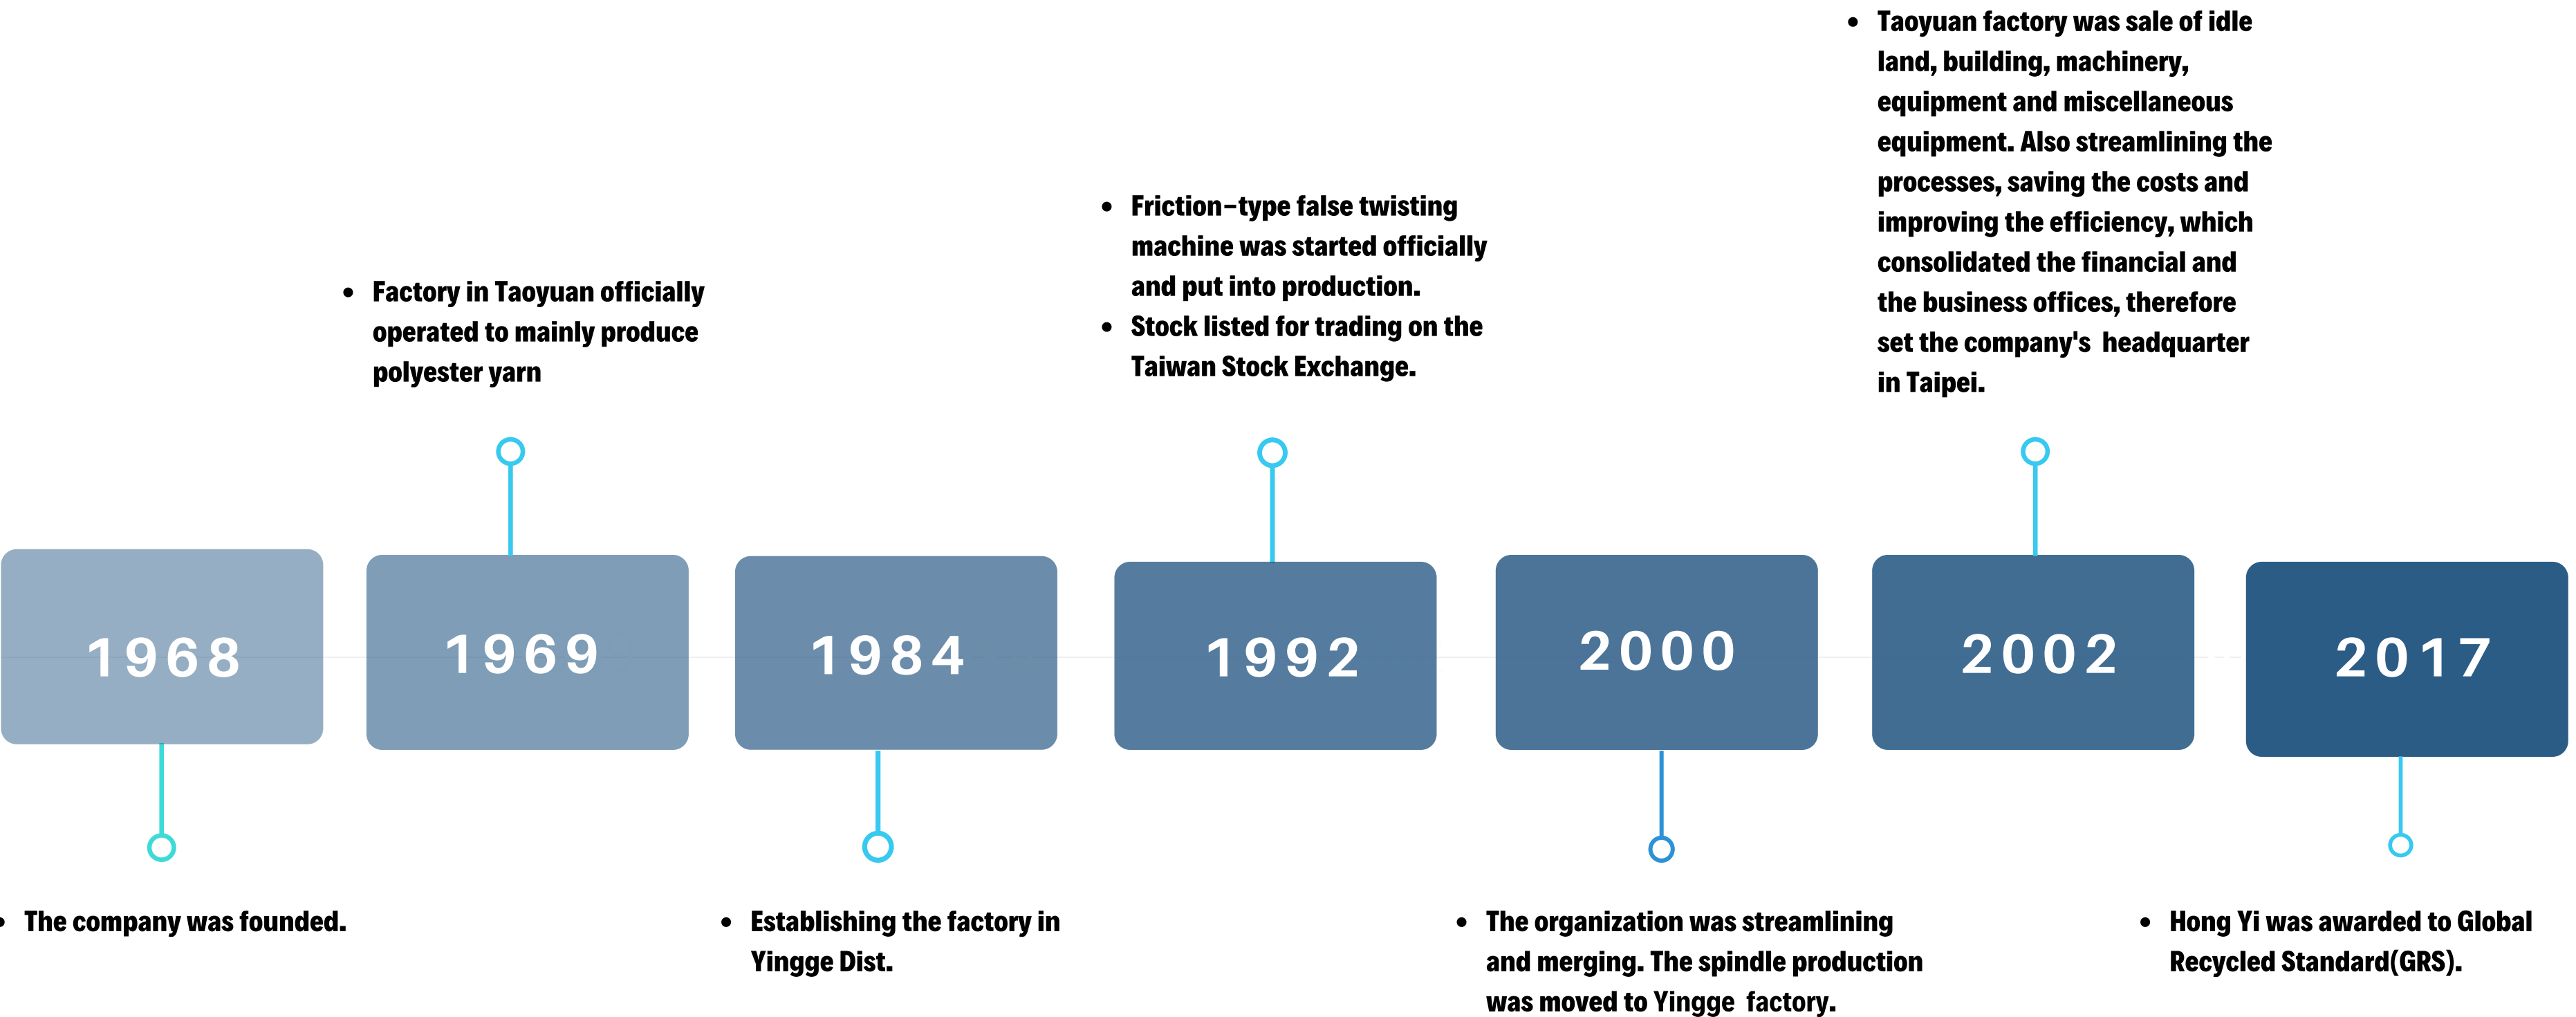 • Taoyuan factory was sale of idle
land, building, machinery,
equipment and miscellaneous
equipment. Also streamlining the
processes, saving the costs and
improving the efficiency, which
consolidated the financial and
the business offices, therefore
set the company's headquarter
in Taipei.
• Friction-type false twisting
machine was started officially
and put into production.
• Stock listed for trading on the
Taiwan Stock Exchange.
• Factory in Taoyuan officially
operated to mainly produce
polyester yarn
1968
1969
1984
1992
2000
2002
2017
• The company was founded.
• Establishing the factory in
Yingge Dist.
• The organization was streamlining
and merging. The spindle production
was moved to Yingge factory.
• Hong Yi was awarded to Global
Recycled Standard(GRS).